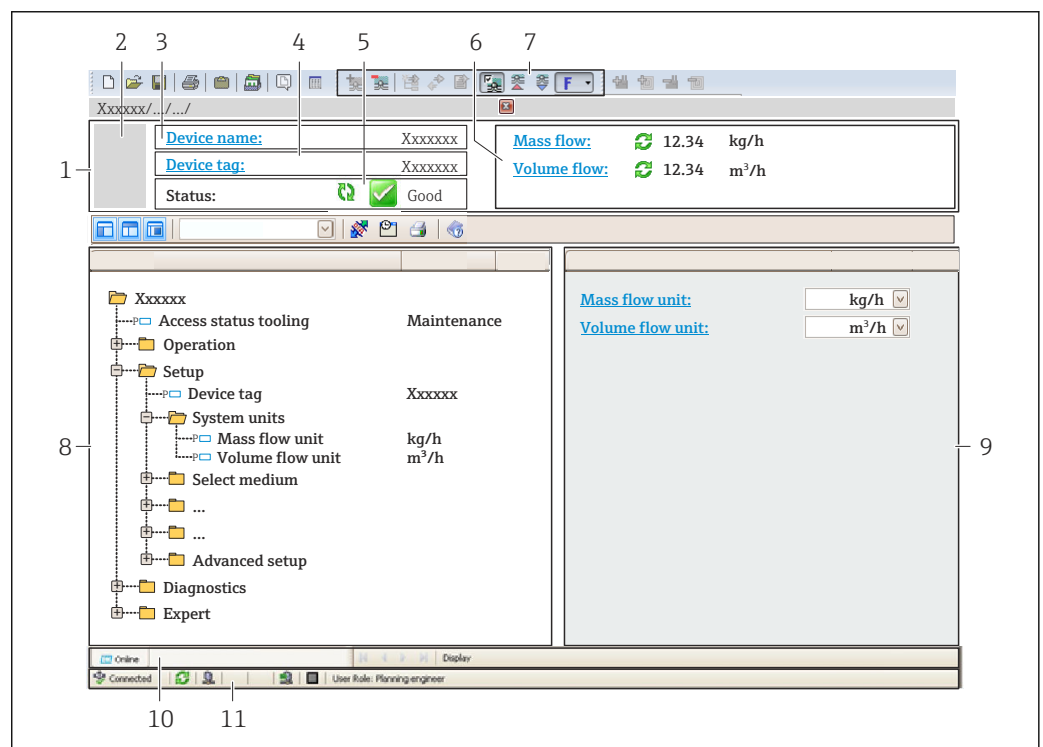 2 3 4 5 6 7
F
Xxxxxx/.../.../
1
Device name: Xxxxxxx
Device tag: Xxxxxxx
Status: Good
Mass flow: 12.34 kg/h
Volume flow: 12.34 m³/h
Xxxxxx
P Access status tooling Maintenance
Operation
Setup
P Device tag Xxxxxx
System units
P Mass flow unit kg/h
P Volume flow unit m³/h
Select medium
...
...
Advanced setup
Diagnostics
Expert
Mass flow unit: kg/h
Volume flow unit: m³/h
8
9
Online Display
Connected User Role: Planning engineer
10 11